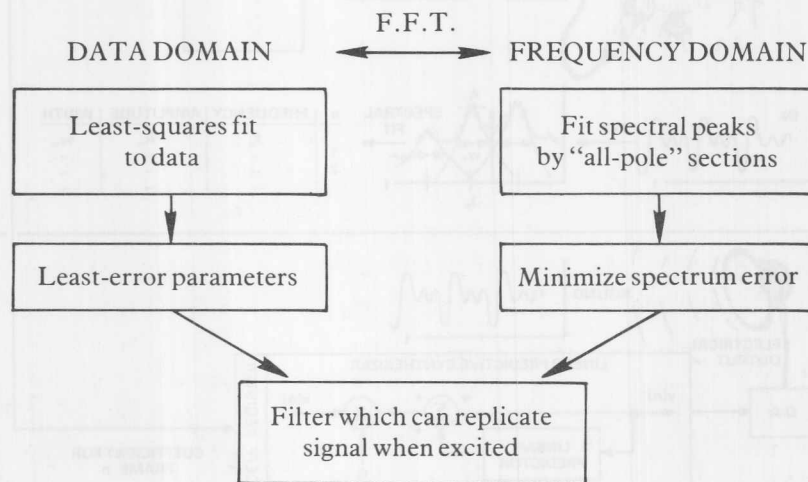 F.F.T.
DATA DOMAIN
FREQUENCY DOMAIN
Least-squares fit
to data
Fit spectral peaks
by “all-pole” sections
Least-error parameters
Minimize spectrum error
Filter which can replicate
signal when excited